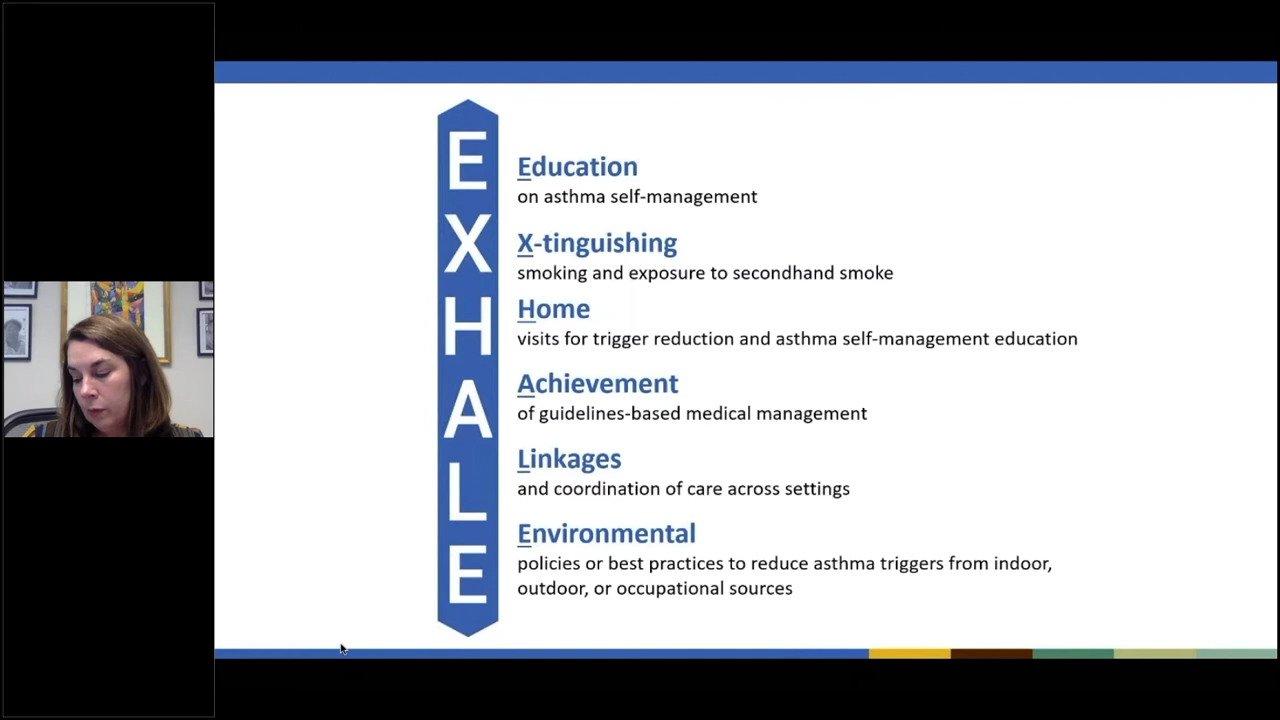 E
X
H
A
L
E
Education
on asthma self-management
X-tinguishing
smoking and exposure to secondhand smoke
Home
visits for trigger reduction and asthma self-management education
Achievement
of guidelines-based medical management
Linkages
and coordination of care across settings
Environmental
policies or best practices to reduce asthma triggers from indoor,
outdoor, or occupational sources